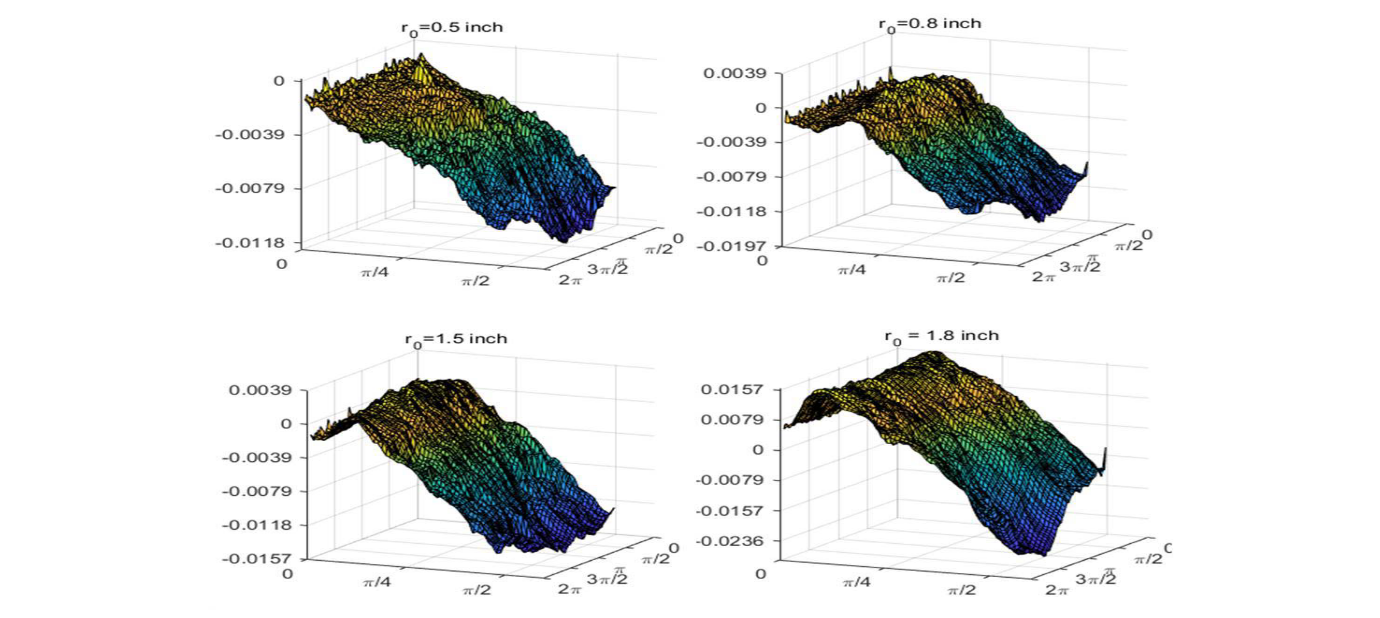 r0=0.5 inch
0
-0.0039
-0.0079
-0.0118
0
π/4
π/2
2π
3π/2
π
π/2
0
r0=0.8 inch
0.0039
0
-0.0039
-0.0079
-0.0118
-0.0197
0
π/4
π/2
2π
3π/2
π
π/2
0
r0=1.5 inch
0.0039
0
-0.0039
-0.0079
-0.0118
-0.0157
0
π/4
π/2
2π
3π/2
π
π/2
0
r0 = 1.8 inch
0.0157
0.0079
0
-0.0079
-0.0157
-0.0236
0
π/4
π/2
2π
3π/2
π
π/2
0